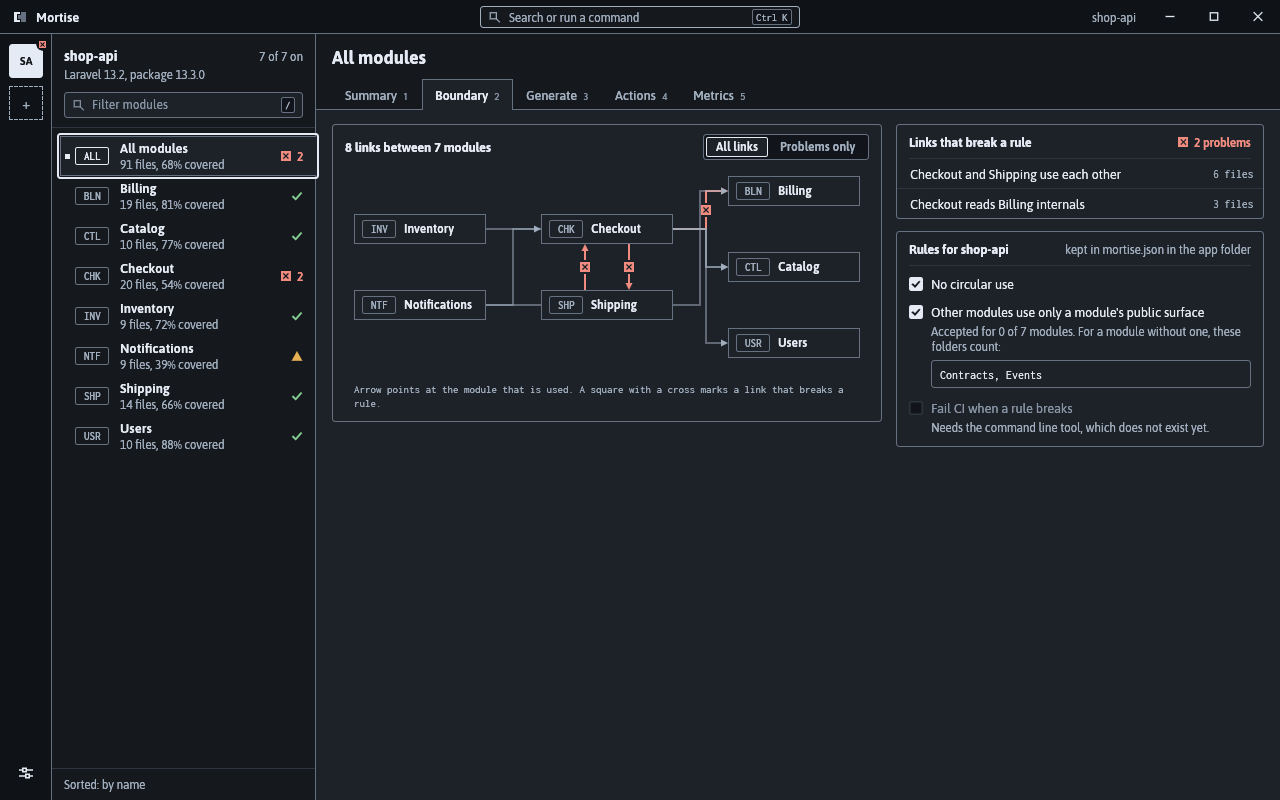 Mortise
Search or run a command
Ctrl K
shop-api
SA
+
shop-api
7 of 7 on
Laravel 13.2, package 13.3.0
Filter modules
/
ALL
All modules
91 files, 68% covered
2
BLN
Billing
19 files, 81% covered
CTL
Catalog
10 files, 77% covered
CHK
Checkout
20 files, 54% covered
2
INV
Inventory
9 files, 72% covered
NTF
Notifications
9 files, 39% covered
SHP
Shipping
14 files, 66% covered
USR
Users
10 files, 88% covered
Sorted: by name
All modules
Summary 1
Boundary 2
Generate 3
Actions 4
Metrics 5
8 links between 7 modules
All links
Problems only
BLN Billing
INV Inventory
CHK Checkout
CTL Catalog
NTF Notifications
SHP Shipping
USR Users
Arrow points at the module that is used. A square with a cross marks a link that breaks a
rule.
Links that break a rule
2 problems
Checkout and Shipping use each other
6 files
Checkout reads Billing internals
3 files
Rules for shop-api
kept in mortise.json in the app folder
No circular use
Other modules use only a module's public surface
Accepted for 0 of 7 modules. For a module without one, these
folders count:
Contracts, Events
Fail CI when a rule breaks
Needs the command line tool, which does not exist yet.